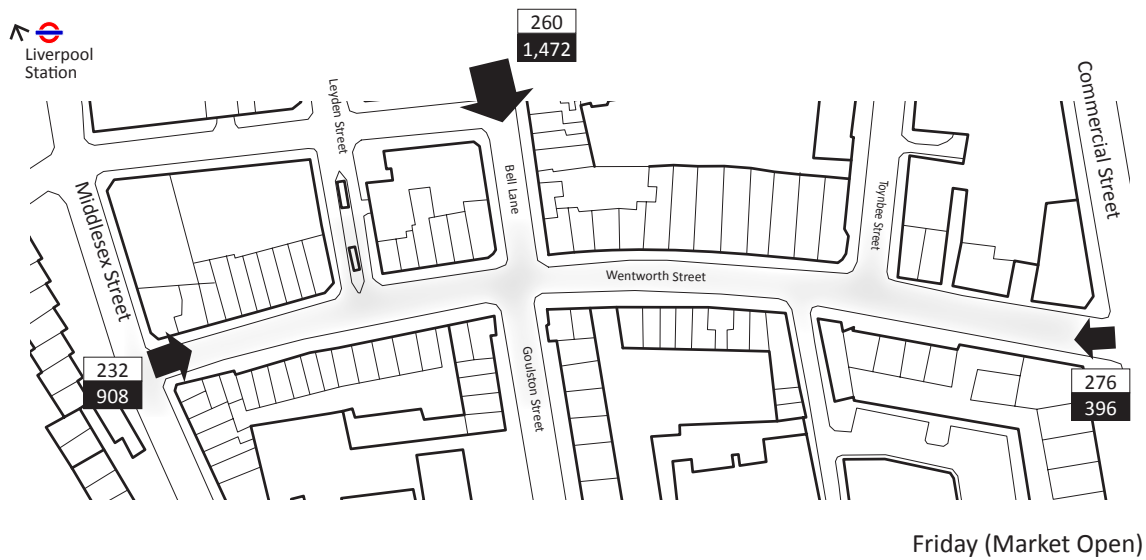 260
1,472
Liverpool
Station
Leyden Street
Commercial Street
Bell Lane
Middlesex Street
Toynbee Street
Wentworth Street
Goulston Street
232
908
276
396
Friday (Market Open)